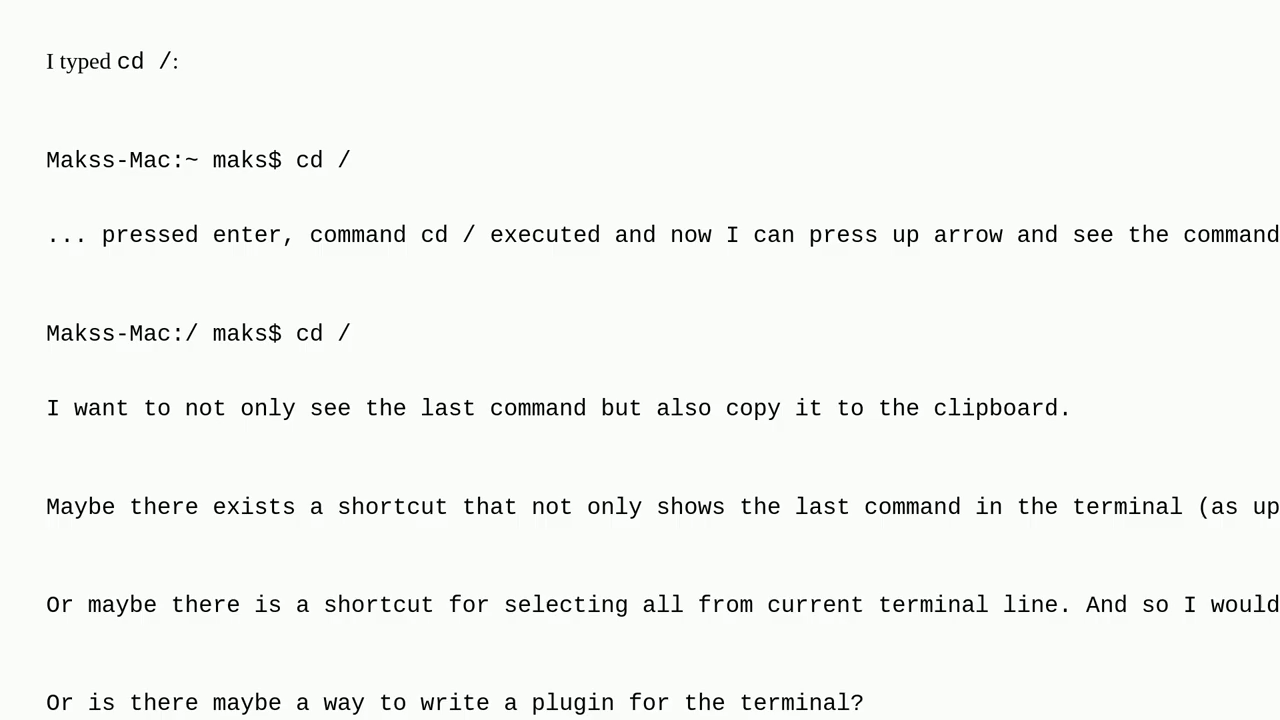 I typed cd /:
Makss-Mac:~ maks$ cd /
... pressed enter, command cd / executed and now I can press up arrow and see the command
Makss-Mac:/ maks$ cd /
I want to not only see the last command but also copy it to the clipboard.
Maybe there exists a shortcut that not only shows the last command in the terminal (as up
Or maybe there is a shortcut for selecting all from current terminal line. And so I would
Or is there maybe a way to write a plugin for the terminal?